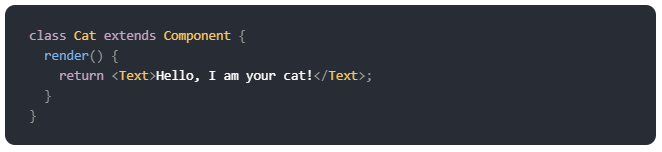 class Cat extends Component {
  render() {
    return <Text>Hello, I am your cat!</Text>;
  }
}